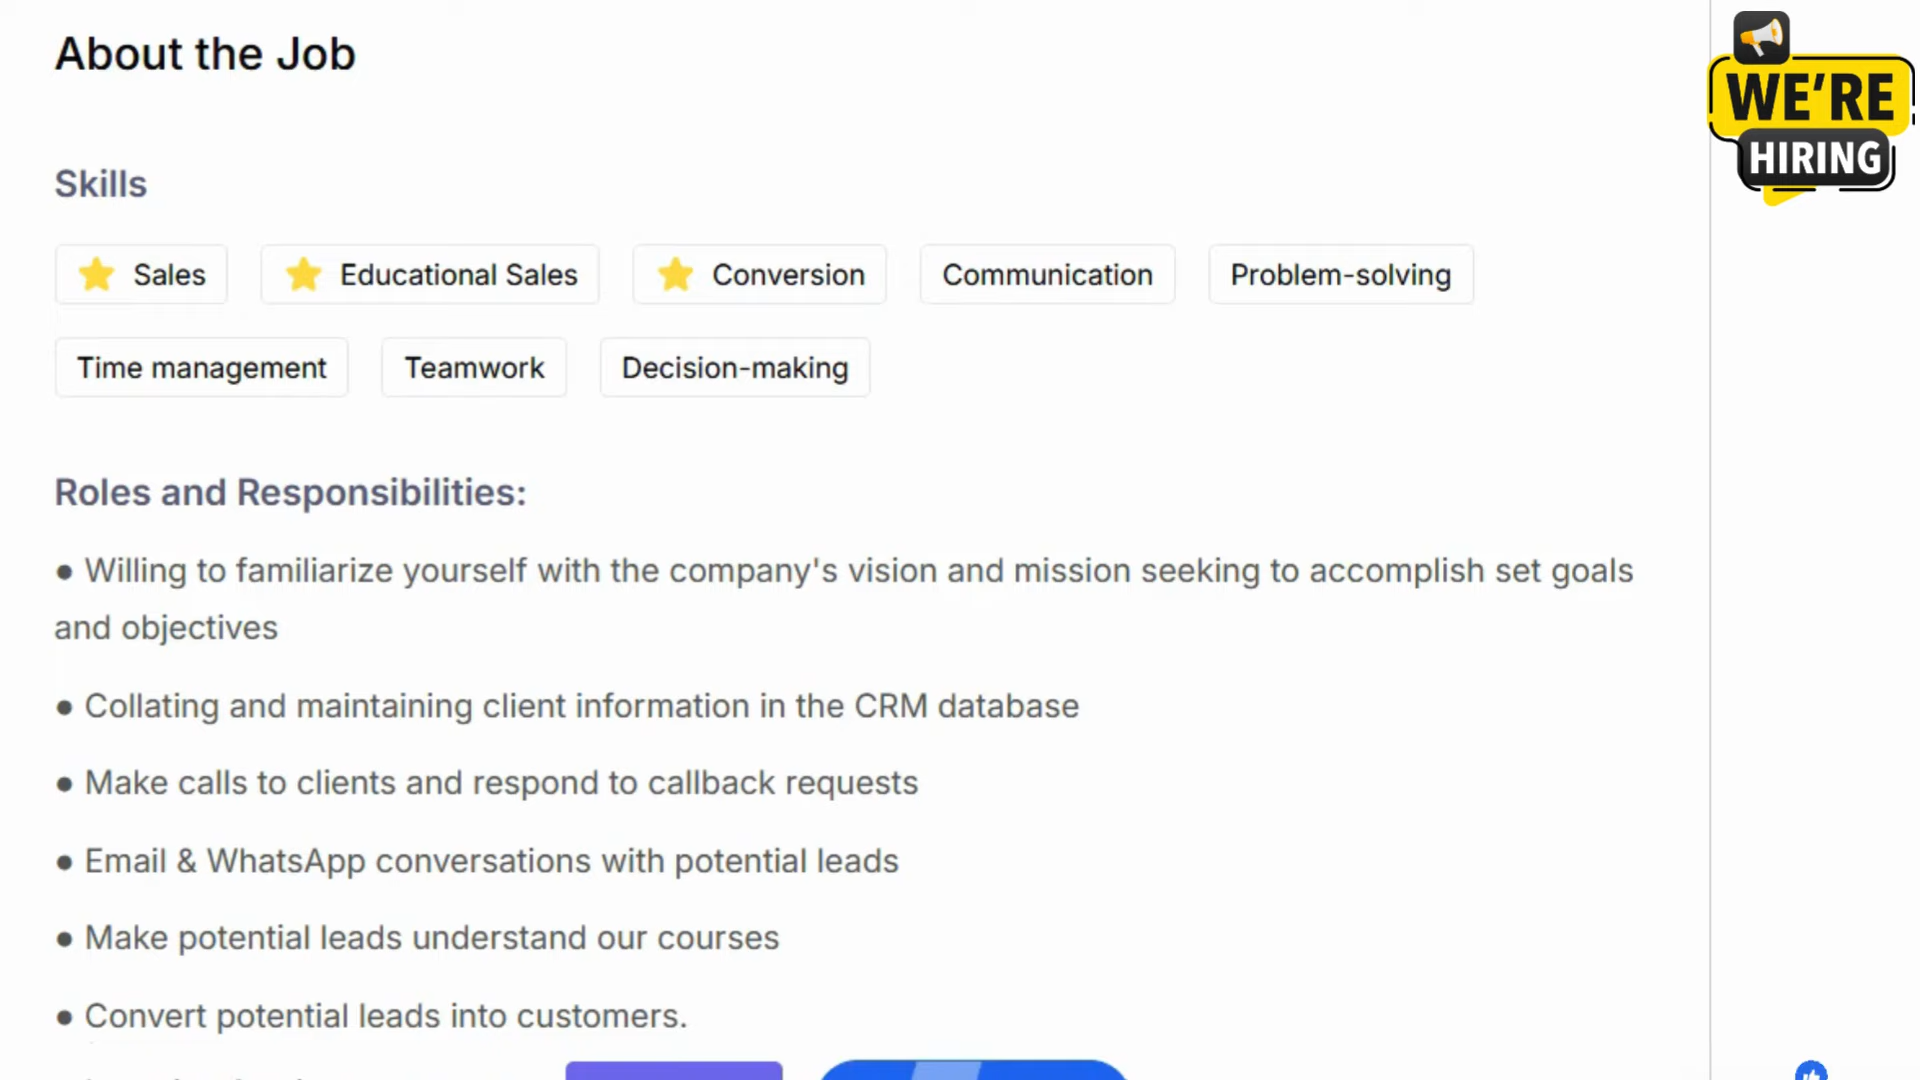 About the Job
WE'RE
HIRING
Skills
Sales
Educational Sales
Conversion
Communication
Problem-solving
Time management
Teamwork
Decision-making
Roles and Responsibilities:
● Willing to familiarize yourself with the company's vision and mission seeking to accomplish set goals
and objectives
● Collating and maintaining client information in the CRM database
● Make calls to clients and respond to callback requests
● Email & WhatsApp conversations with potential leads
● Make potential leads understand our courses
● Convert potential leads into customers.